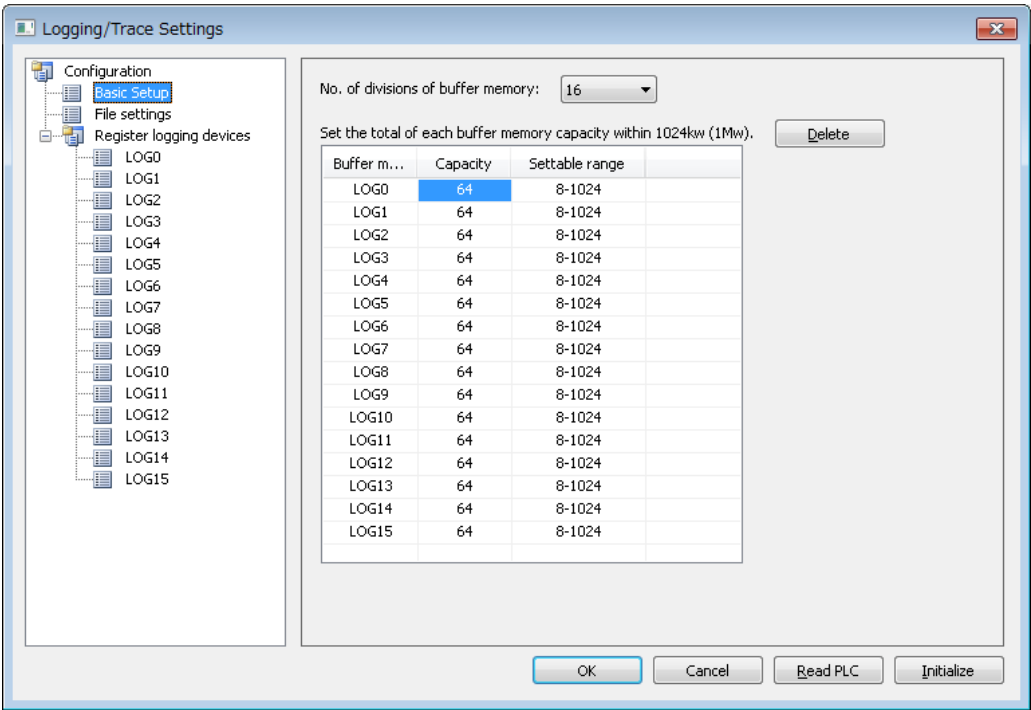 Logging/Trace Settings
Configuration
Basic Setup
File settings
Register logging devices
LOG0
LOG1
LOG2
LOG3
LOG4
LOG5
LOG6
LOG7
LOG8
LOG9
LOG10
LOG11
LOG12
LOG13
LOG14
LOG15
No. of divisions of buffer memory: 16
Set the total of each buffer memory capacity within 1024kw (1Mw). Delete
Buffer m... Capacity Settable range
LOG0 64 8-1024
LOG1 64 8-1024
LOG2 64 8-1024
LOG3 64 8-1024
LOG4 64 8-1024
LOG5 64 8-1024
LOG6 64 8-1024
LOG7 64 8-1024
LOG8 64 8-1024
LOG9 64 8-1024
LOG10 64 8-1024
LOG11 64 8-1024
LOG12 64 8-1024
LOG13 64 8-1024
LOG14 64 8-1024
LOG15 64 8-1024
OK Cancel Read PLC Initialize